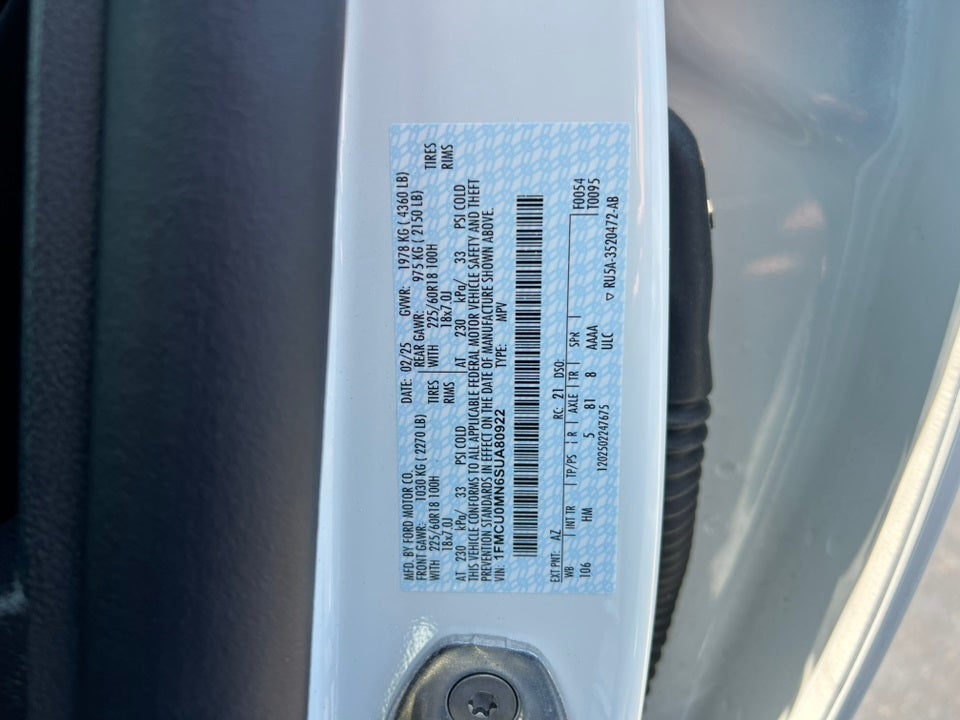 MFD. BY FORD MOTOR CO. DATE: 02/25 GVWR: 1978 KG ( 4360 LB)
FRONT GAWR: 1030 KG ( 2270 LB) REAR GAWR: 975 KG ( 2150 LB)
WITH 225/60R18 100H TIRES WITH 225/60R18 100H TIRES
18x7.0J RIMS 18x7.0J RIMS
AT 230 kPa/ 33 PSI COLD AT 230 kPa/ 33 PSI COLD
THIS VEHICLE CONFORMS TO ALL APPLICABLE FEDERAL MOTOR VEHICLE SAFETY AND THEFT
PREVENTION STANDARDS IN EFFECT ON THE DATE OF MANUFACTURE SHOWN ABOVE.
VIN: 1FMCU0MN6SUA80922 TYPE: MPV
EXT PNT: AZ RC: 21 DSO: F0054
WB INT TR TP/PS R AXLE TR SPR T0095
106 HM 5 B1 8 AAAA
ULC ▽ RU5A-3520472-AB
1202502247675